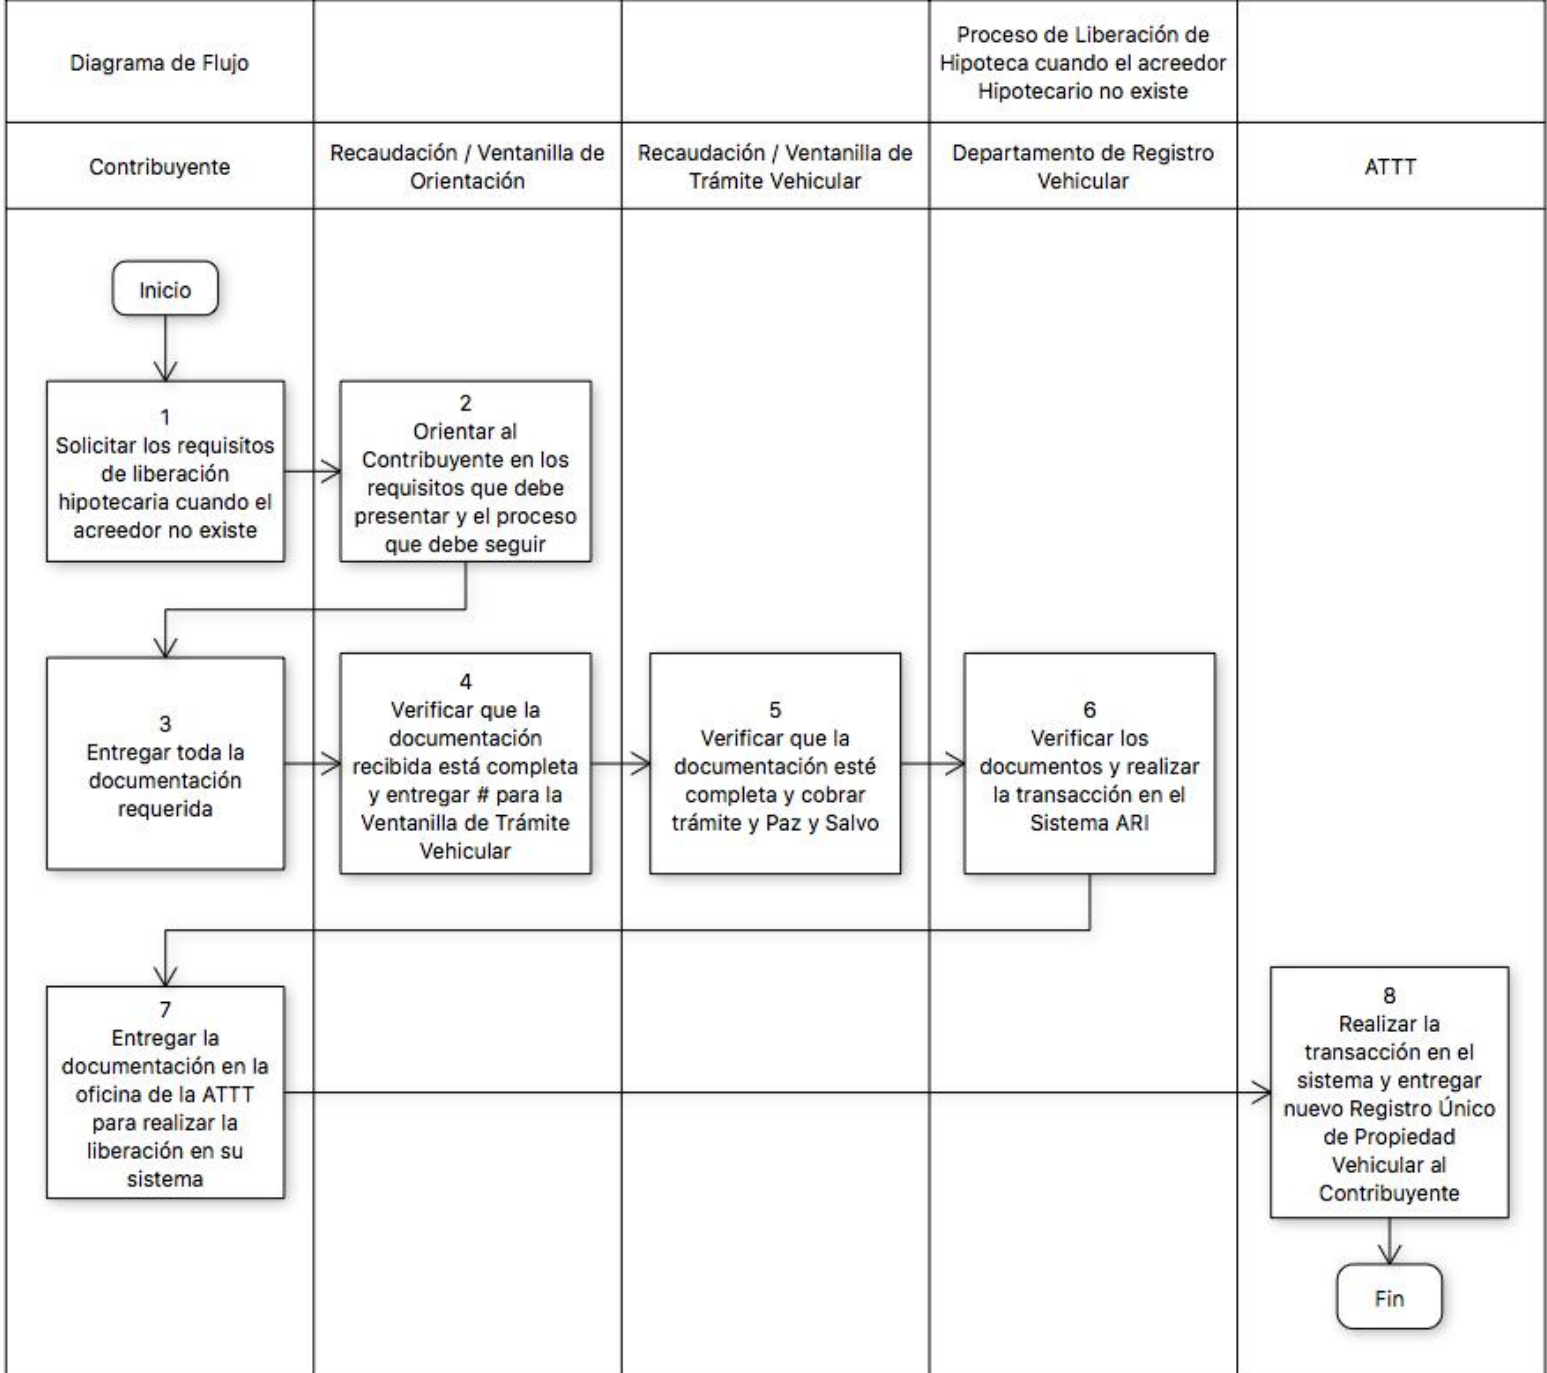 Diagrama de Flujo
Proceso de Liberación de
Hipoteca cuando el acreedor
Hipotecario no existe
Contribuyente
Recaudación / Ventanilla de
Orientación
Recaudación / Ventanilla de
Trámite Vehicular
Departamento de Registro
Vehicular
ATTT
Inicio
1
Solicitar los requisitos
de liberación
hipotecaria cuando el
acreedor no existe
2
Orientar al
Contribuyente en los
requisitos que debe
presentar y el proceso
que debe seguir
3
Entregar toda la
documentación
requerida
4
Verificar que la
documentación
recibida está completa
y entregar # para la
Ventanilla de Trámite
Vehicular
5
Verificar que la
documentación esté
completa y cobrar
trámite y Paz y Salvo
6
Verificar los
documentos y realizar
la transacción en el
Sistema ARI
7
Entregar la
documentación en la
oficina de la ATTT
para realizar la
liberación en su
sistema
8
Realizar la
transacción en el
sistema y entregar
nuevo Registro Único
de Propiedad
Vehicular al
Contribuyente
Fin